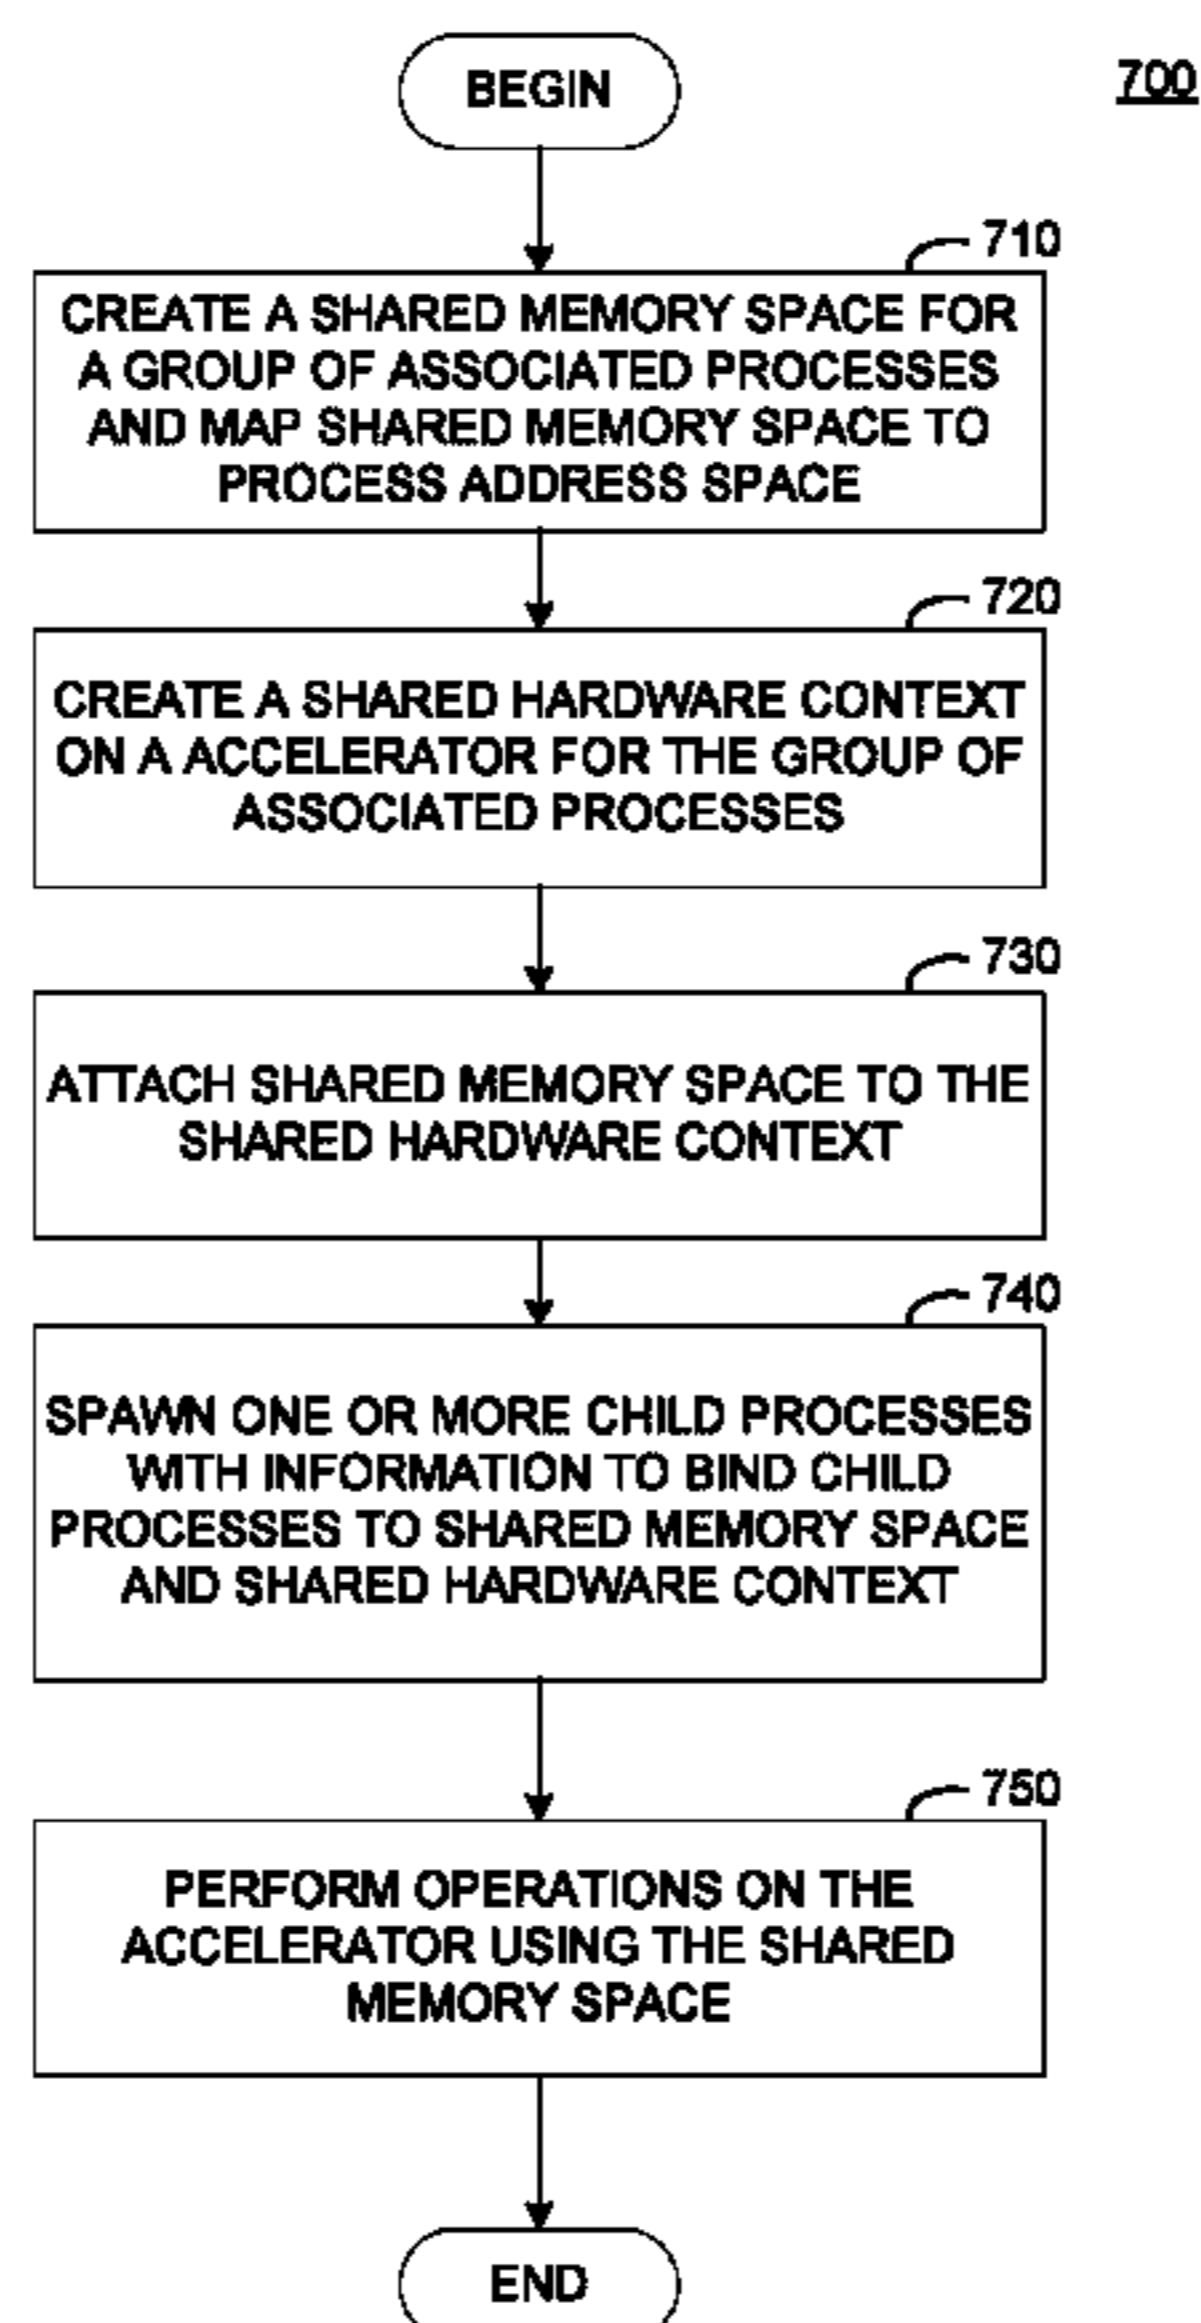 BEGIN
700
710
CREATE A SHARED MEMORY SPACE FOR
A GROUP OF ASSOCIATED PROCESSES
AND MAP SHARED MEMORY SPACE TO
PROCESS ADDRESS SPACE
720
CREATE A SHARED HARDWARE CONTEXT
ON A ACCELERATOR FOR THE GROUP OF
ASSOCIATED PROCESSES
730
ATTACH SHARED MEMORY SPACE TO THE
SHARED HARDWARE CONTEXT
740
SPAWN ONE OR MORE CHILD PROCESSES
WITH INFORMATION TO BIND CHILD
PROCESSES TO SHARED MEMORY SPACE
AND SHARED HARDWARE CONTEXT
750
PERFORM OPERATIONS ON THE
ACCELERATOR USING THE SHARED
MEMORY SPACE
END